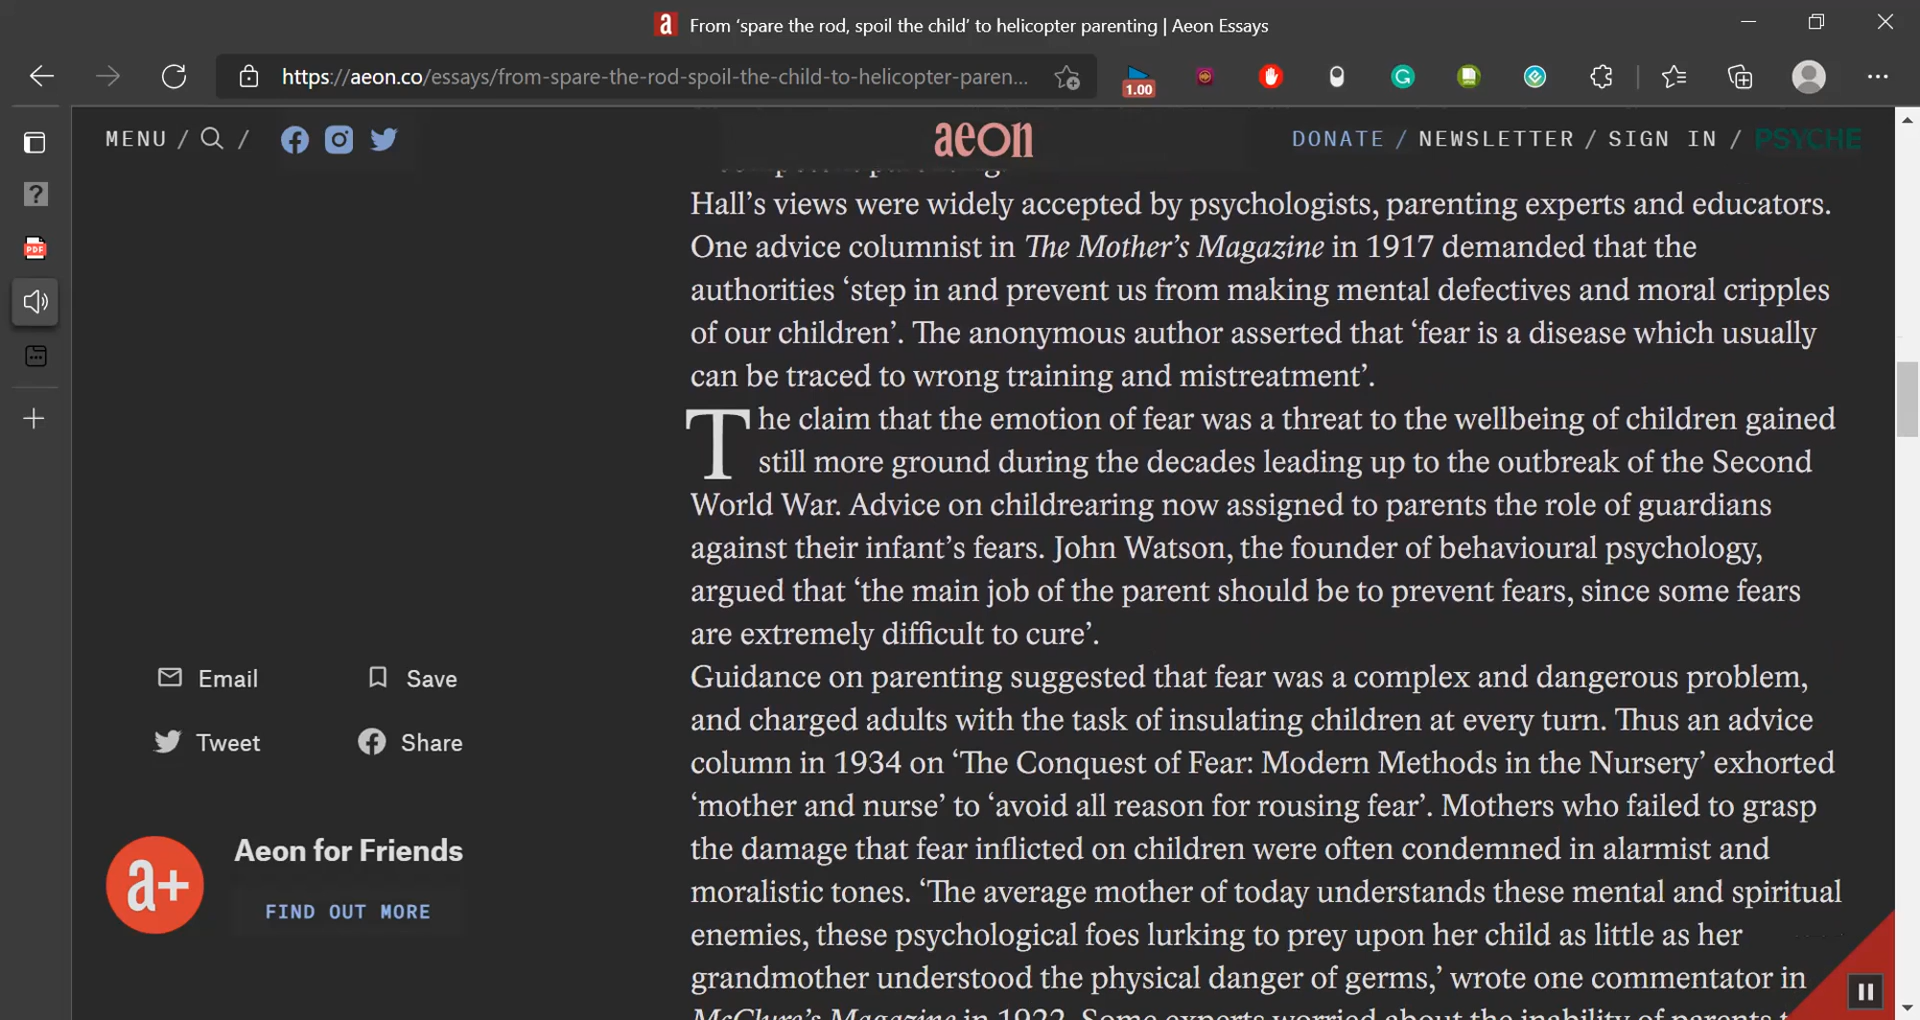 From ‘spare the rod, spoil the child’ to helicopter parenting | Aeon Essays
https://aeon.co/essays/from-spare-the-rod-spoil-the-child-to-helicopter-paren...
1.00
MENU / /
aeon
DONATE / NEWSLETTER / SIGN IN / PSYCHE
PDF
Hall’s views were widely accepted by psychologists, parenting experts and educators.
One advice columnist in The Mother’s Magazine in 1917 demanded that the
authorities ‘step in and prevent us from making mental defectives and moral cripples
of our children’. The anonymous author asserted that ‘fear is a disease which usually
can be traced to wrong training and mistreatment’.
The claim that the emotion of fear was a threat to the wellbeing of children gained
still more ground during the decades leading up to the outbreak of the Second
World War. Advice on childrearing now assigned to parents the role of guardians
against their infant’s fears. John Watson, the founder of behavioural psychology,
argued that ‘the main job of the parent should be to prevent fears, since some fears
are extremely difficult to cure’.
Guidance on parenting suggested that fear was a complex and dangerous problem,
and charged adults with the task of insulating children at every turn. Thus an advice
column in 1934 on ‘The Conquest of Fear: Modern Methods in the Nursery’ exhorted
‘mother and nurse’ to ‘avoid all reason for rousing fear’. Mothers who failed to grasp
the damage that fear inflicted on children were often condemned in alarmist and
moralistic tones. ‘The average mother of today understands these mental and spiritual
enemies, these psychological foes lurking to prey upon her child as little as her
grandmother understood the physical danger of germs,’ wrote one commentator in
McClure’s Magazine in 1922. Some experts worried about the inability of parents
Email
Save
Tweet
Share
a+
Aeon for Friends
FIND OUT MORE